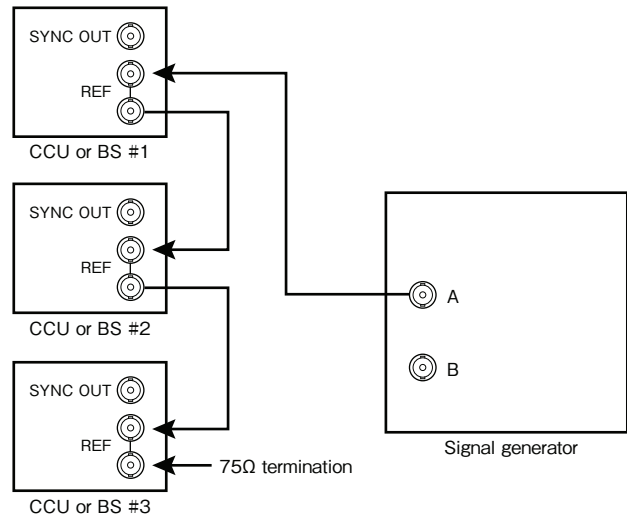 SYNC OUT
REF
CCU or BS #1
SYNC OUT
REF
CCU or BS #2
SYNC OUT
REF
75Ω termination
CCU or BS #3
A
B
Signal generator